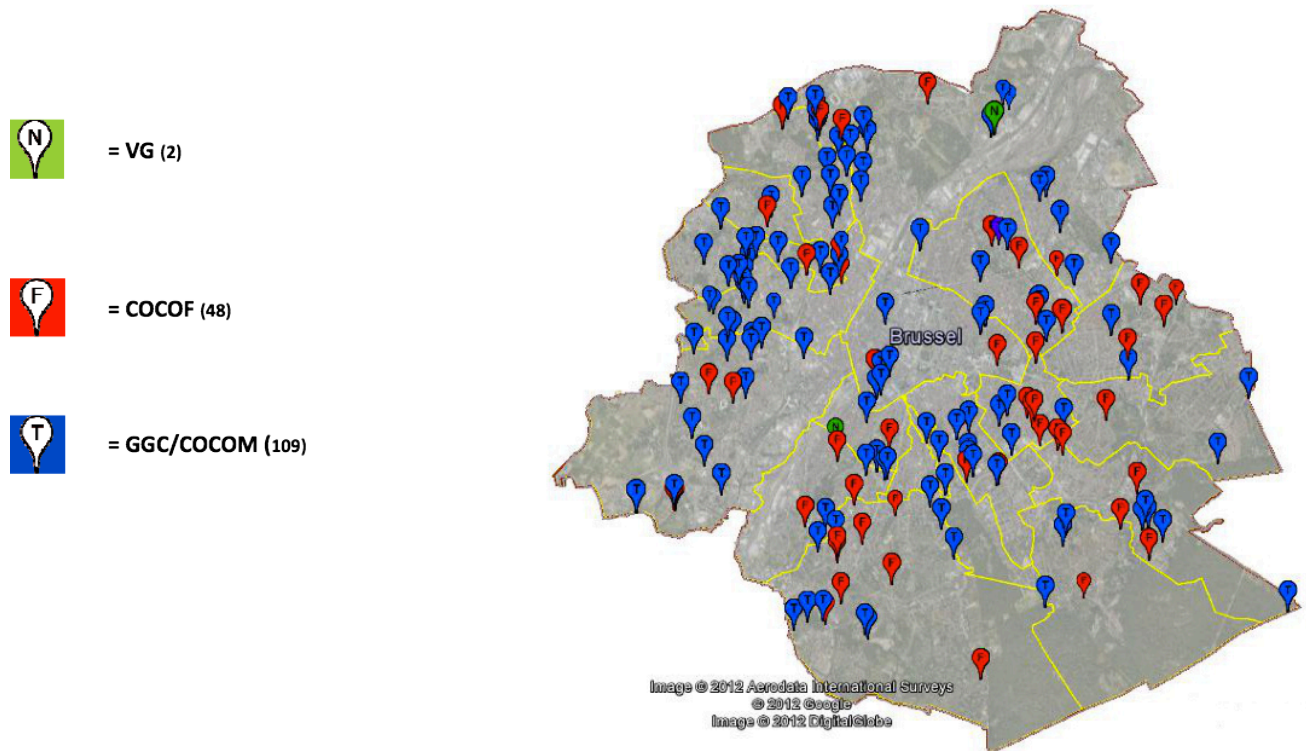 N = VG (2)
F = COCOF (48)
T = GGC/COCOM (109)
Brussel
Image © 2012 Aerodata International Surveys
© 2012 Google
Image © 2012 DigitalGlobe